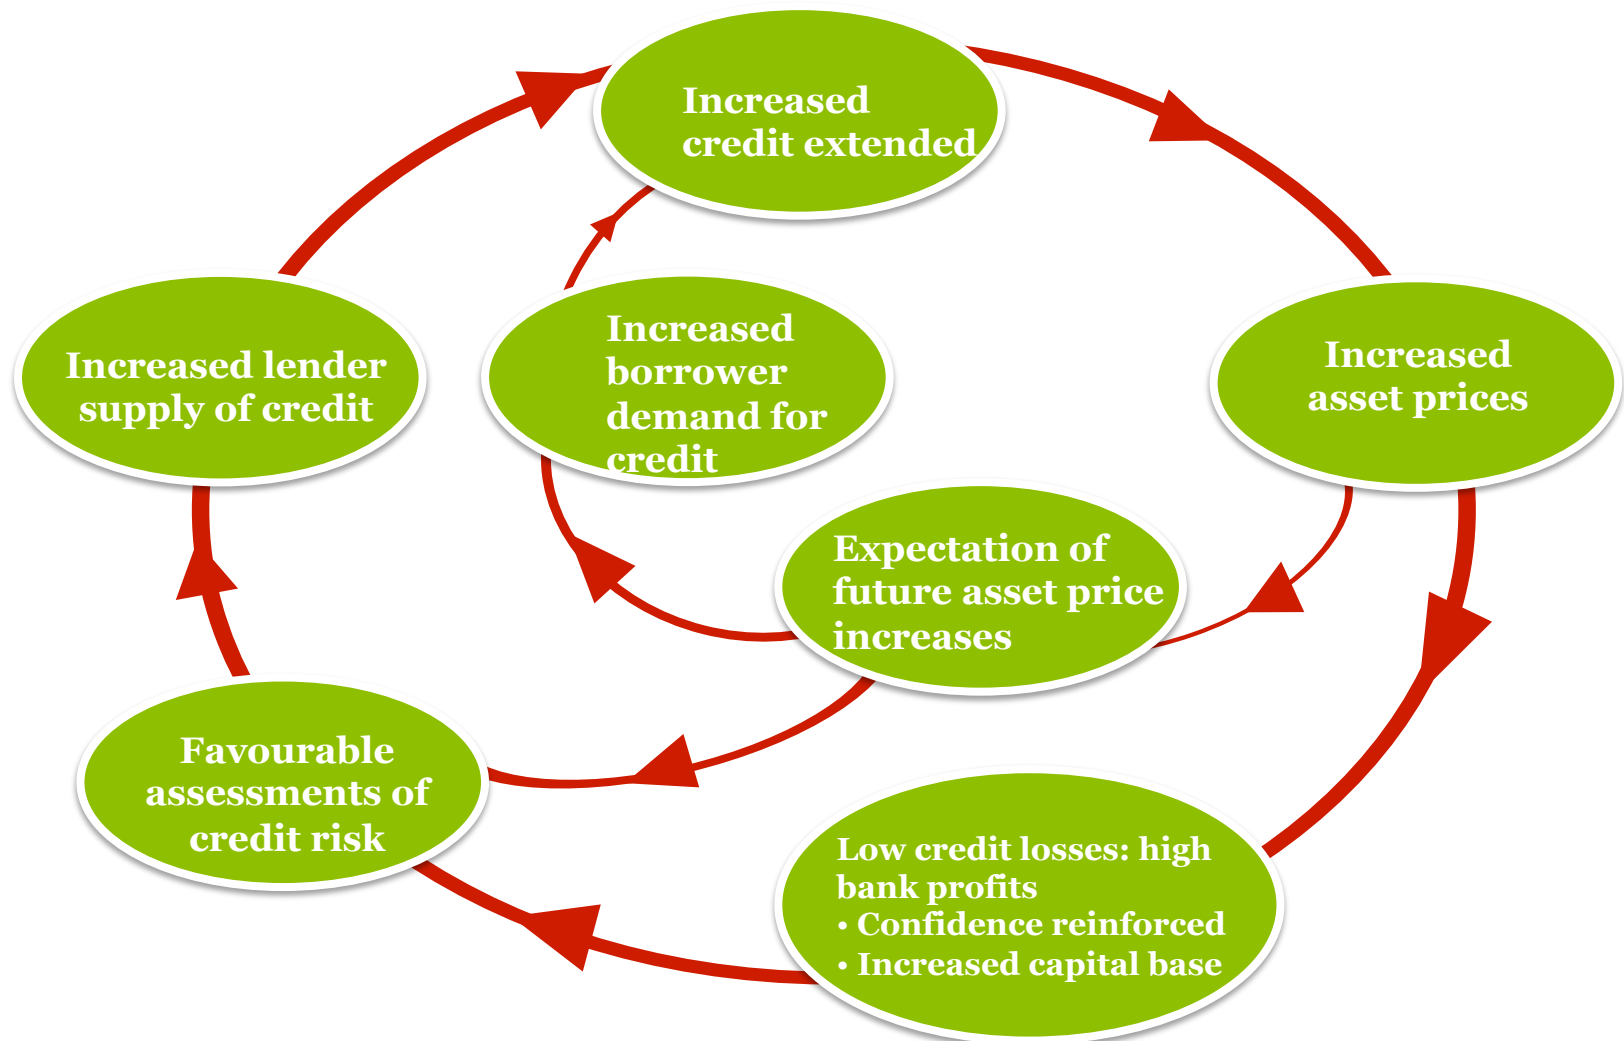 Increased
credit extended
Increased lender
supply of credit
Increased
borrower
demand for
credit
Increased
asset prices
Expectation of
future asset price
increases
Favourable
assessments of
credit risk
Low credit losses: high
bank profits
• Confidence reinforced
• Increased capital base